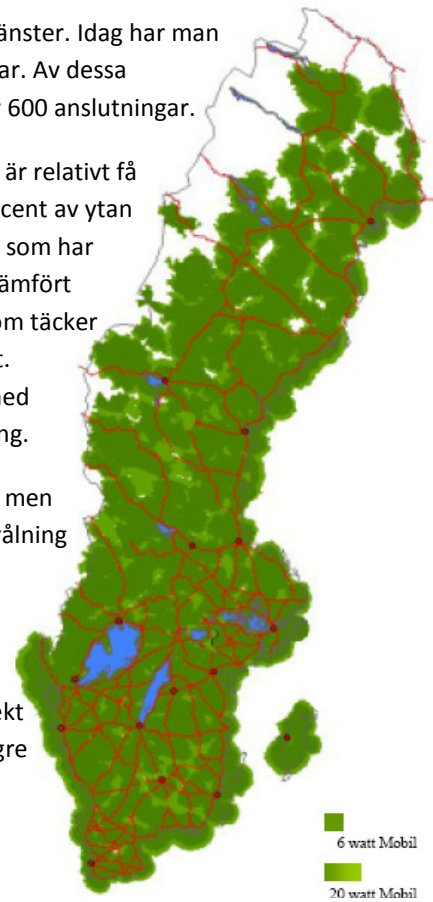 änster. Idag har man
ar. Av dessa
600 anslutningar.
är relativt få
cent av ytan
som har
ämfört
om täcker
t.
ned
ng.
men
rålning
ekt
gre
6 watt Mobil
20 watt Mobil